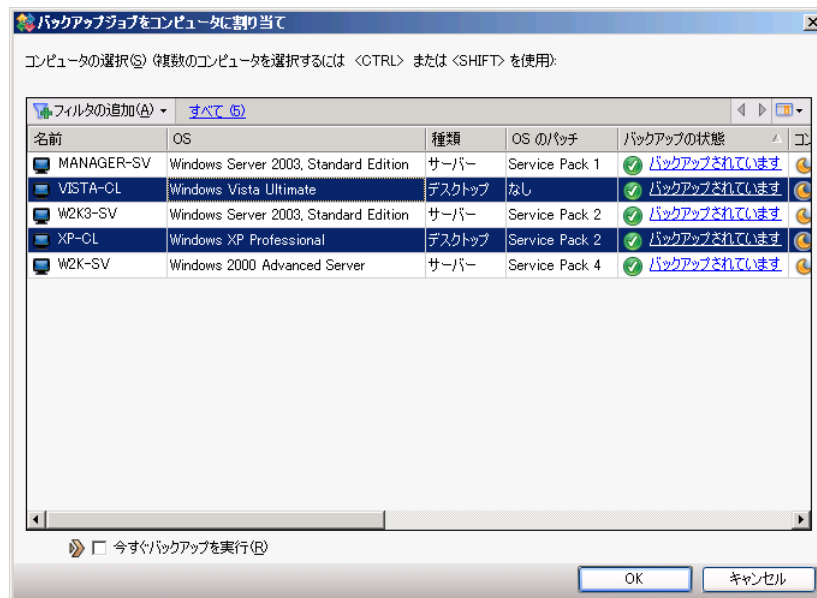 バックアップジョブをコンピュータに割り当て
コンピュータの選択(S) (複数のコンピュータを選択するには <CTRL> または <SHIFT> を使用):
フィルタの追加(A) すべて (5)
名前 OS 種類 OS のパッチ バックアップの状態 コン
MANAGER-SV Windows Server 2003, Standard Edition サーバー Service Pack 1 バックアップされています
VISTA-CL Windows Vista Ultimate デスクトップ なし バックアップされています
W2K3-SV Windows Server 2003, Standard Edition サーバー Service Pack 2 バックアップされています
XP-CL Windows XP Professional デスクトップ Service Pack 2 バックアップされています
W2K-SV Windows 2000 Advanced Server サーバー Service Pack 4 バックアップされています
今すぐバックアップを実行(R)
OK キャンセル